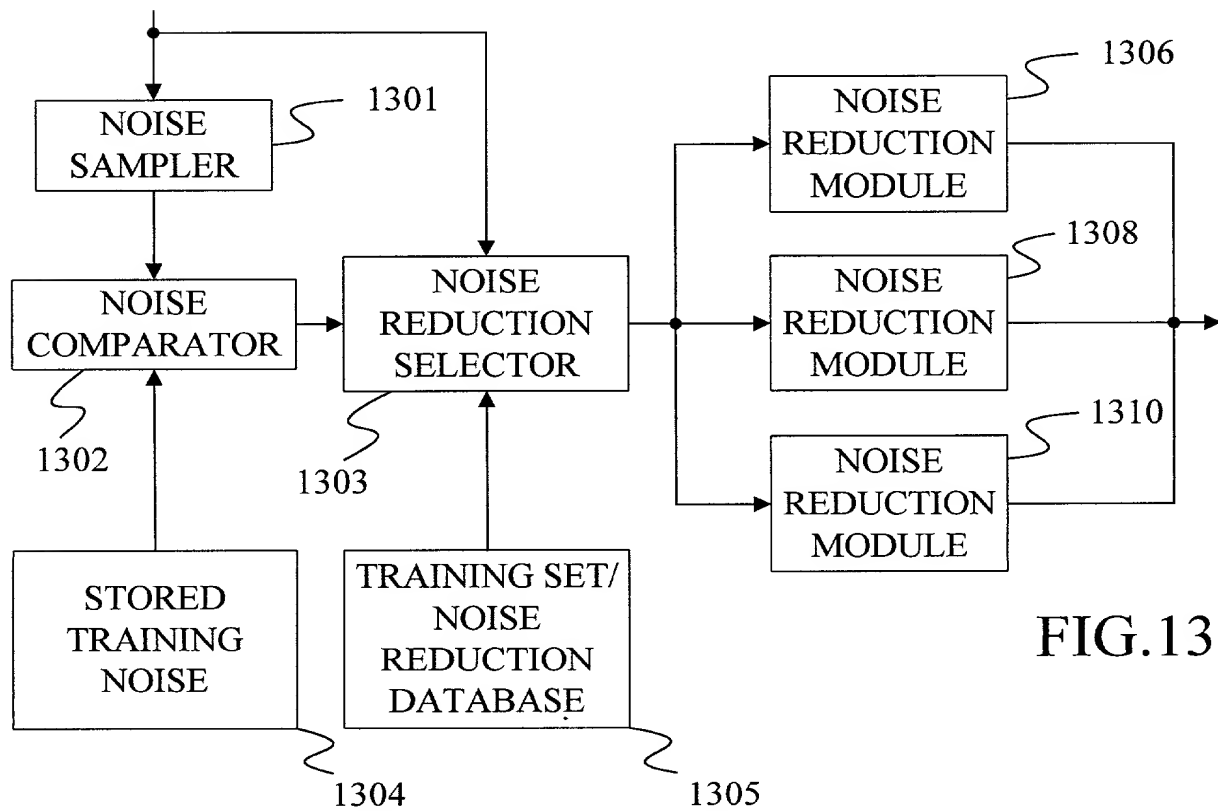 1301
NOISE
SAMPLER
NOISE
COMPARATOR
1302
NOISE
REDUCTION
SELECTOR
1303
STORED
TRAINING
NOISE
1304
TRAINING SET/
NOISE
REDUCTION
DATABASE
1305
1306
NOISE
REDUCTION
MODULE
1308
NOISE
REDUCTION
MODULE
1310
NOISE
REDUCTION
MODULE
FIG.13